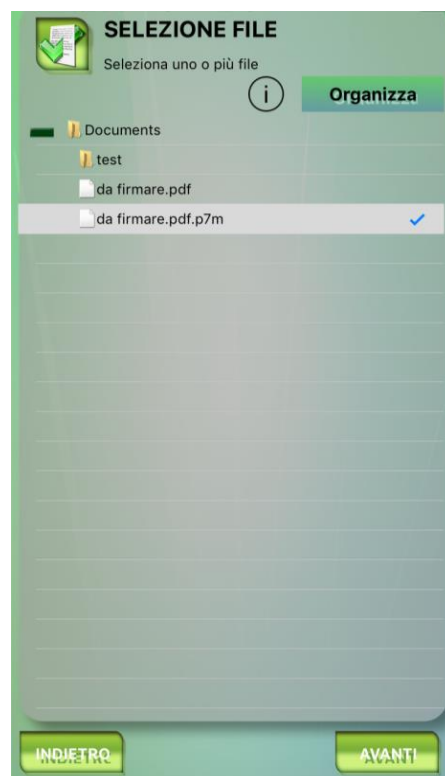 SELEZIONE FILE
Seleziona uno o più file
i Organizza
Documents
test
da firmare.pdf
da firmare.pdf.p7m
INDIETRO AVANTI